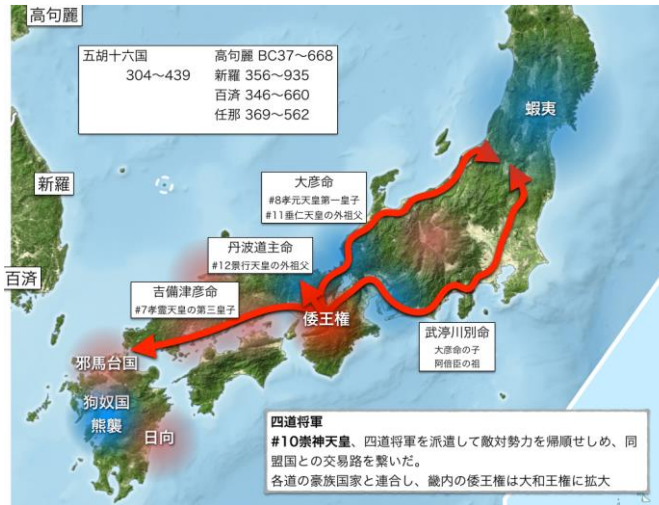 高句麗
五胡十六国
304〜439
高句麗 BC37〜668
新羅 356〜935
百済 346〜660
任那 369〜562
蝦夷
新羅
大彦命
#8孝元天皇第一皇子
#11垂仁天皇の外祖父
丹波道主命
#12景行天皇の外祖父
百済
吉備津彦命
#7孝霊天皇の第三皇子
倭王権
武渟川別命
大彦命の子
阿倍臣の祖
邪馬台国
狗奴国
熊襲
日向
四道将軍
#10崇神天皇、四道将軍を派遣して敵対勢力を帰順せしめ、同
盟国との交易路を繋いだ。
各道の豪族国家と連合し、畿内の倭王権は大和王権に拡大